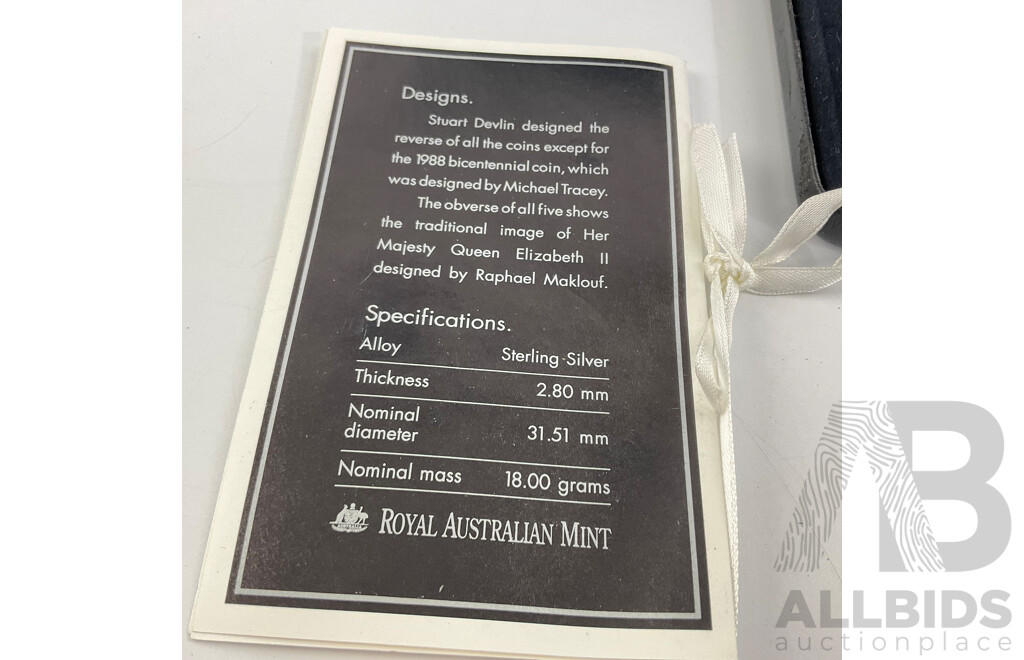 Designs.
Stuart Devlin designed the
reverse of all the coins except for
the 1988 bicentennial coin, which
was designed by Michael Tracey.
The obverse of all five shows
the traditional image of Her
Majesty Queen Elizabeth II
designed by Raphael Maklouf.
Specifications.
Alloy Sterling Silver
Thickness 2.80 mm
Nominal
diameter 31.51 mm
Nominal mass 18.00 grams
ROYAL AUSTRALIAN MINT
AB
ALLBIDS
auctionplace